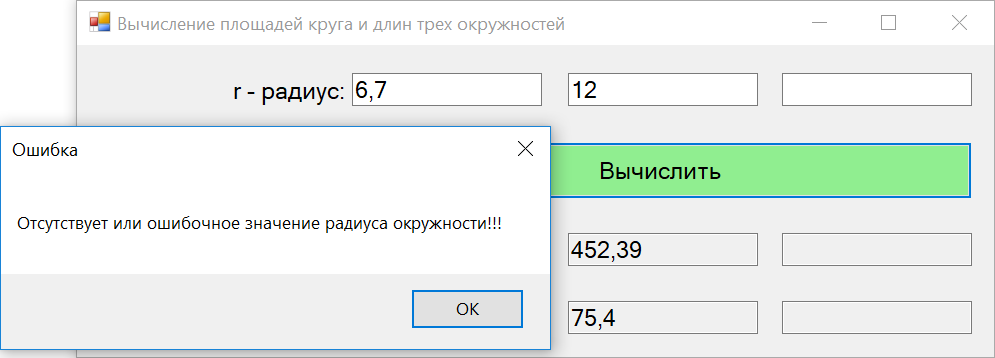 Вычисление площадей круга и длин трех окружностей
r - радиус: 6,7 12
Ошибка
Вычислить
Отсутствует или ошибочное значение радиуса окружности!!!
452,39
OK
75,4